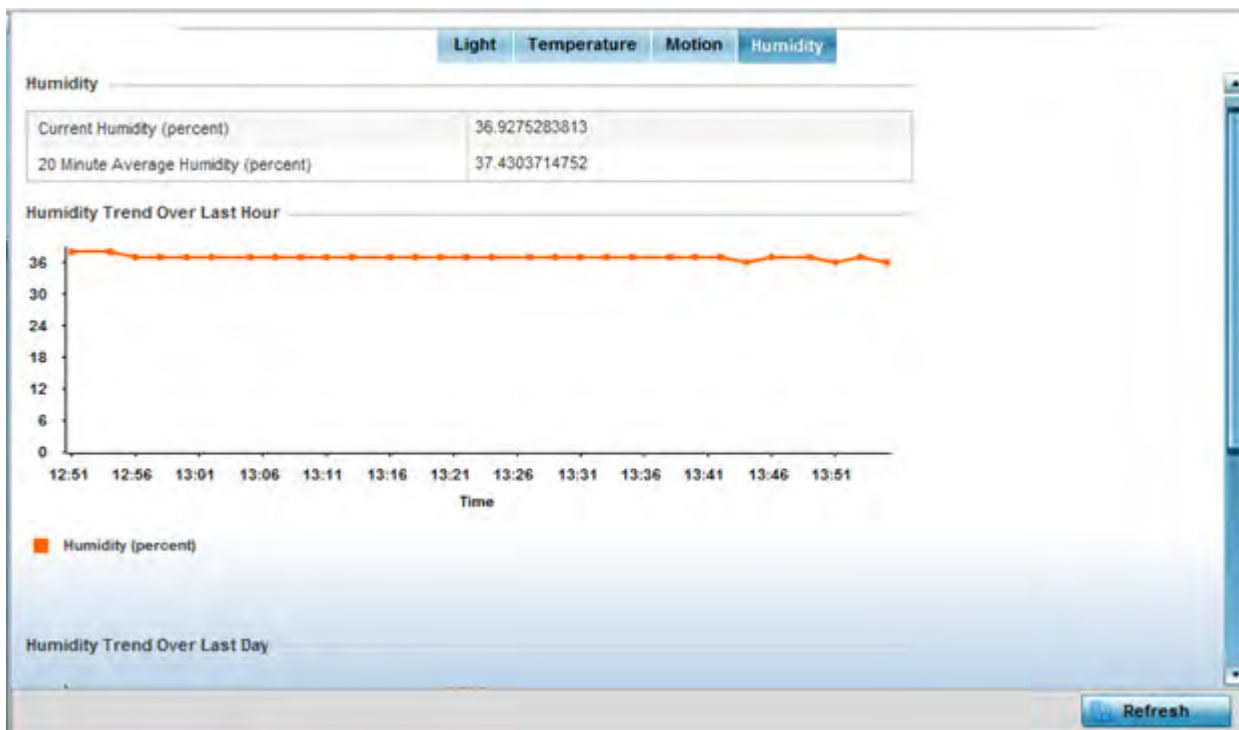 Light Temperature Motion Humidity
Humidity
Current Humidity (percent) 36.9275283813
20 Minute Average Humidity (percent) 37.4303714752
Humidity Trend Over Last Hour
36
30
24
18
12
6
0
12:51 12:56 13:01 13:06 13:11 13:16 13:21 13:26 13:31 13:36 13:41 13:46 13:51
Time
Humidity (percent)
Humidity Trend Over Last Day
Refresh